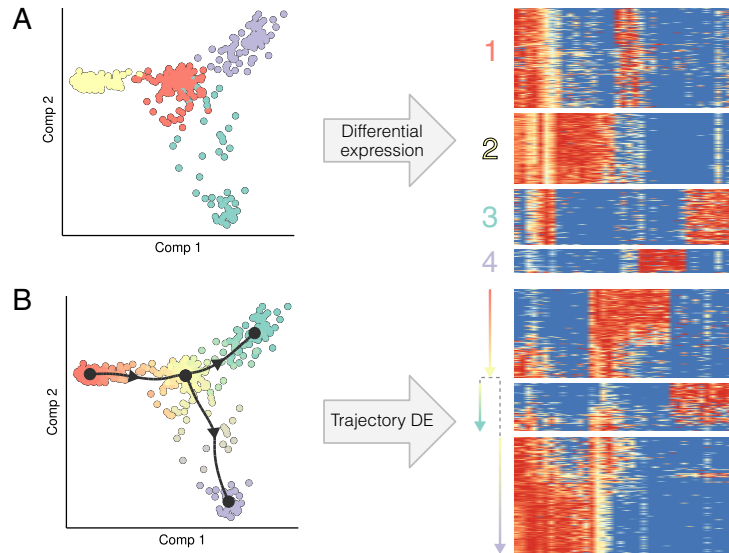 A
Comp 2
Comp 1
Differential
expression
1
2
3
4
B
Comp 2
Comp 1
Trajectory DE